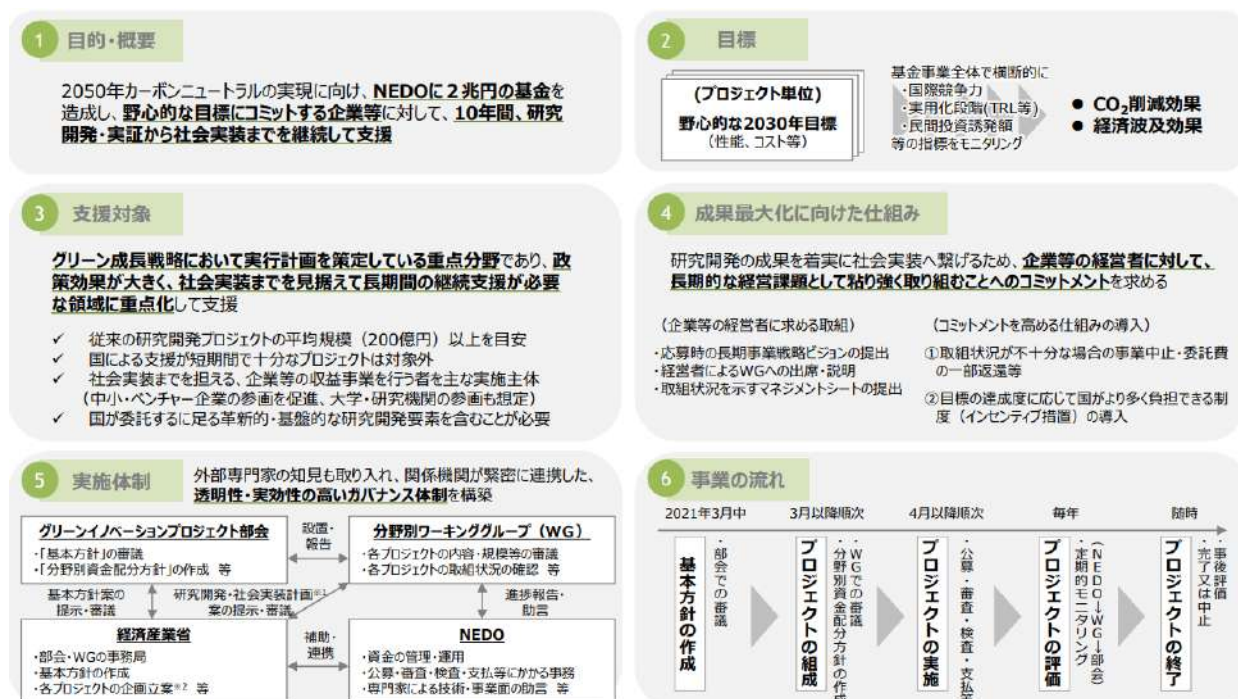 1 目的・概要
2050年カーボンニュートラルの実現に向け、NEDOに2兆円の基金を
造成し、野心的な目標にコミットする企業等に対して、10年間、研究
開発・実証から社会実装までを継続して支援
2 目標
(プロジェクト単位)
野心的な2030年目標
(性能、コスト等)
基金事業全体で横断的に
・国際競争力
・実用化段階(TRL等)
・民間投資誘発額
等の指標をモニタリング
● CO₂削減効果
● 経済波及効果
3 支援対象
グリーン成長戦略において実行計画を策定している重点分野であり、政
策効果が大きく、社会実装までを見据えて長期間の継続支援が必要
な領域に重点化して支援
✓ 従来の研究開発プロジェクトの平均規模（200億円）以上を目安
✓ 国による支援が短期間で十分なプロジェクトは対象外
✓ 社会実装までを担える、企業等の収益事業を行う者を主な実施主体
（中小・ベンチャー企業の参画を促進、大学・研究機関の参画も想定）
✓ 国が委託するに足る革新的・基盤的な研究開発要素を含むことが必要
4 成果最大化に向けた仕組み
研究開発の成果を着実に社会実装へ繋げるため、企業等の経営者に対して、
長期的な経営課題として粘り強く取り組むことへのコミットメントを求める
（企業等の経営者に求める取組）
・応募時の長期事業戦略ビジョンの提出
・経営者によるWGへの出席・説明
・取組状況を示すマネジメントシートの提出
（コミットメントを高める仕組みの導入）
①取組状況が不十分な場合の事業中止・委託費
の一部返還等
②目標の達成度に応じて国がより多く負担できる制
度（インセンティブ措置）の導入
5 実施体制
外部専門家の知見も取り入れ、関係機関が緊密に連携した、
透明性・実効性の高いガバナンス体制を構築
グリーンイノベーションプロジェクト部会
・「基本方針」の審議
・「分野別資金配分方針」の作成 等
設置・
報告
分野別ワーキンググループ（WG）
・各プロジェクトの内容・規模等の審議
・各プロジェクトの取組状況の確認 等
基本方針案の
提示・審議
研究開発・社会実装計画※1
案の提示・審議
進捗報告・
助言
経済産業省
・部会・WGの事務局
・基本方針の作成
・各プロジェクトの企画立案※2 等
補助・
連携
NEDO
・資金の管理・運用
・公募・審査・検査・支払等にかかる事務
・専門家による技術・事業面の助言 等
6 事業の流れ
2021年3月中
3月以降順次
4月以降順次
毎年
随時
基本方針の作成
・部会での審議
プロジェクトの組成
・WGでの審議
・分野別資金配分方針の作成
プロジェクトの実施
・公募・審査・検査・支払等
プロジェクトの評価
・定期的モニタリング
（NEDO→WG→部会）
プロジェクトの終了
・事後評価
・完了又は中止